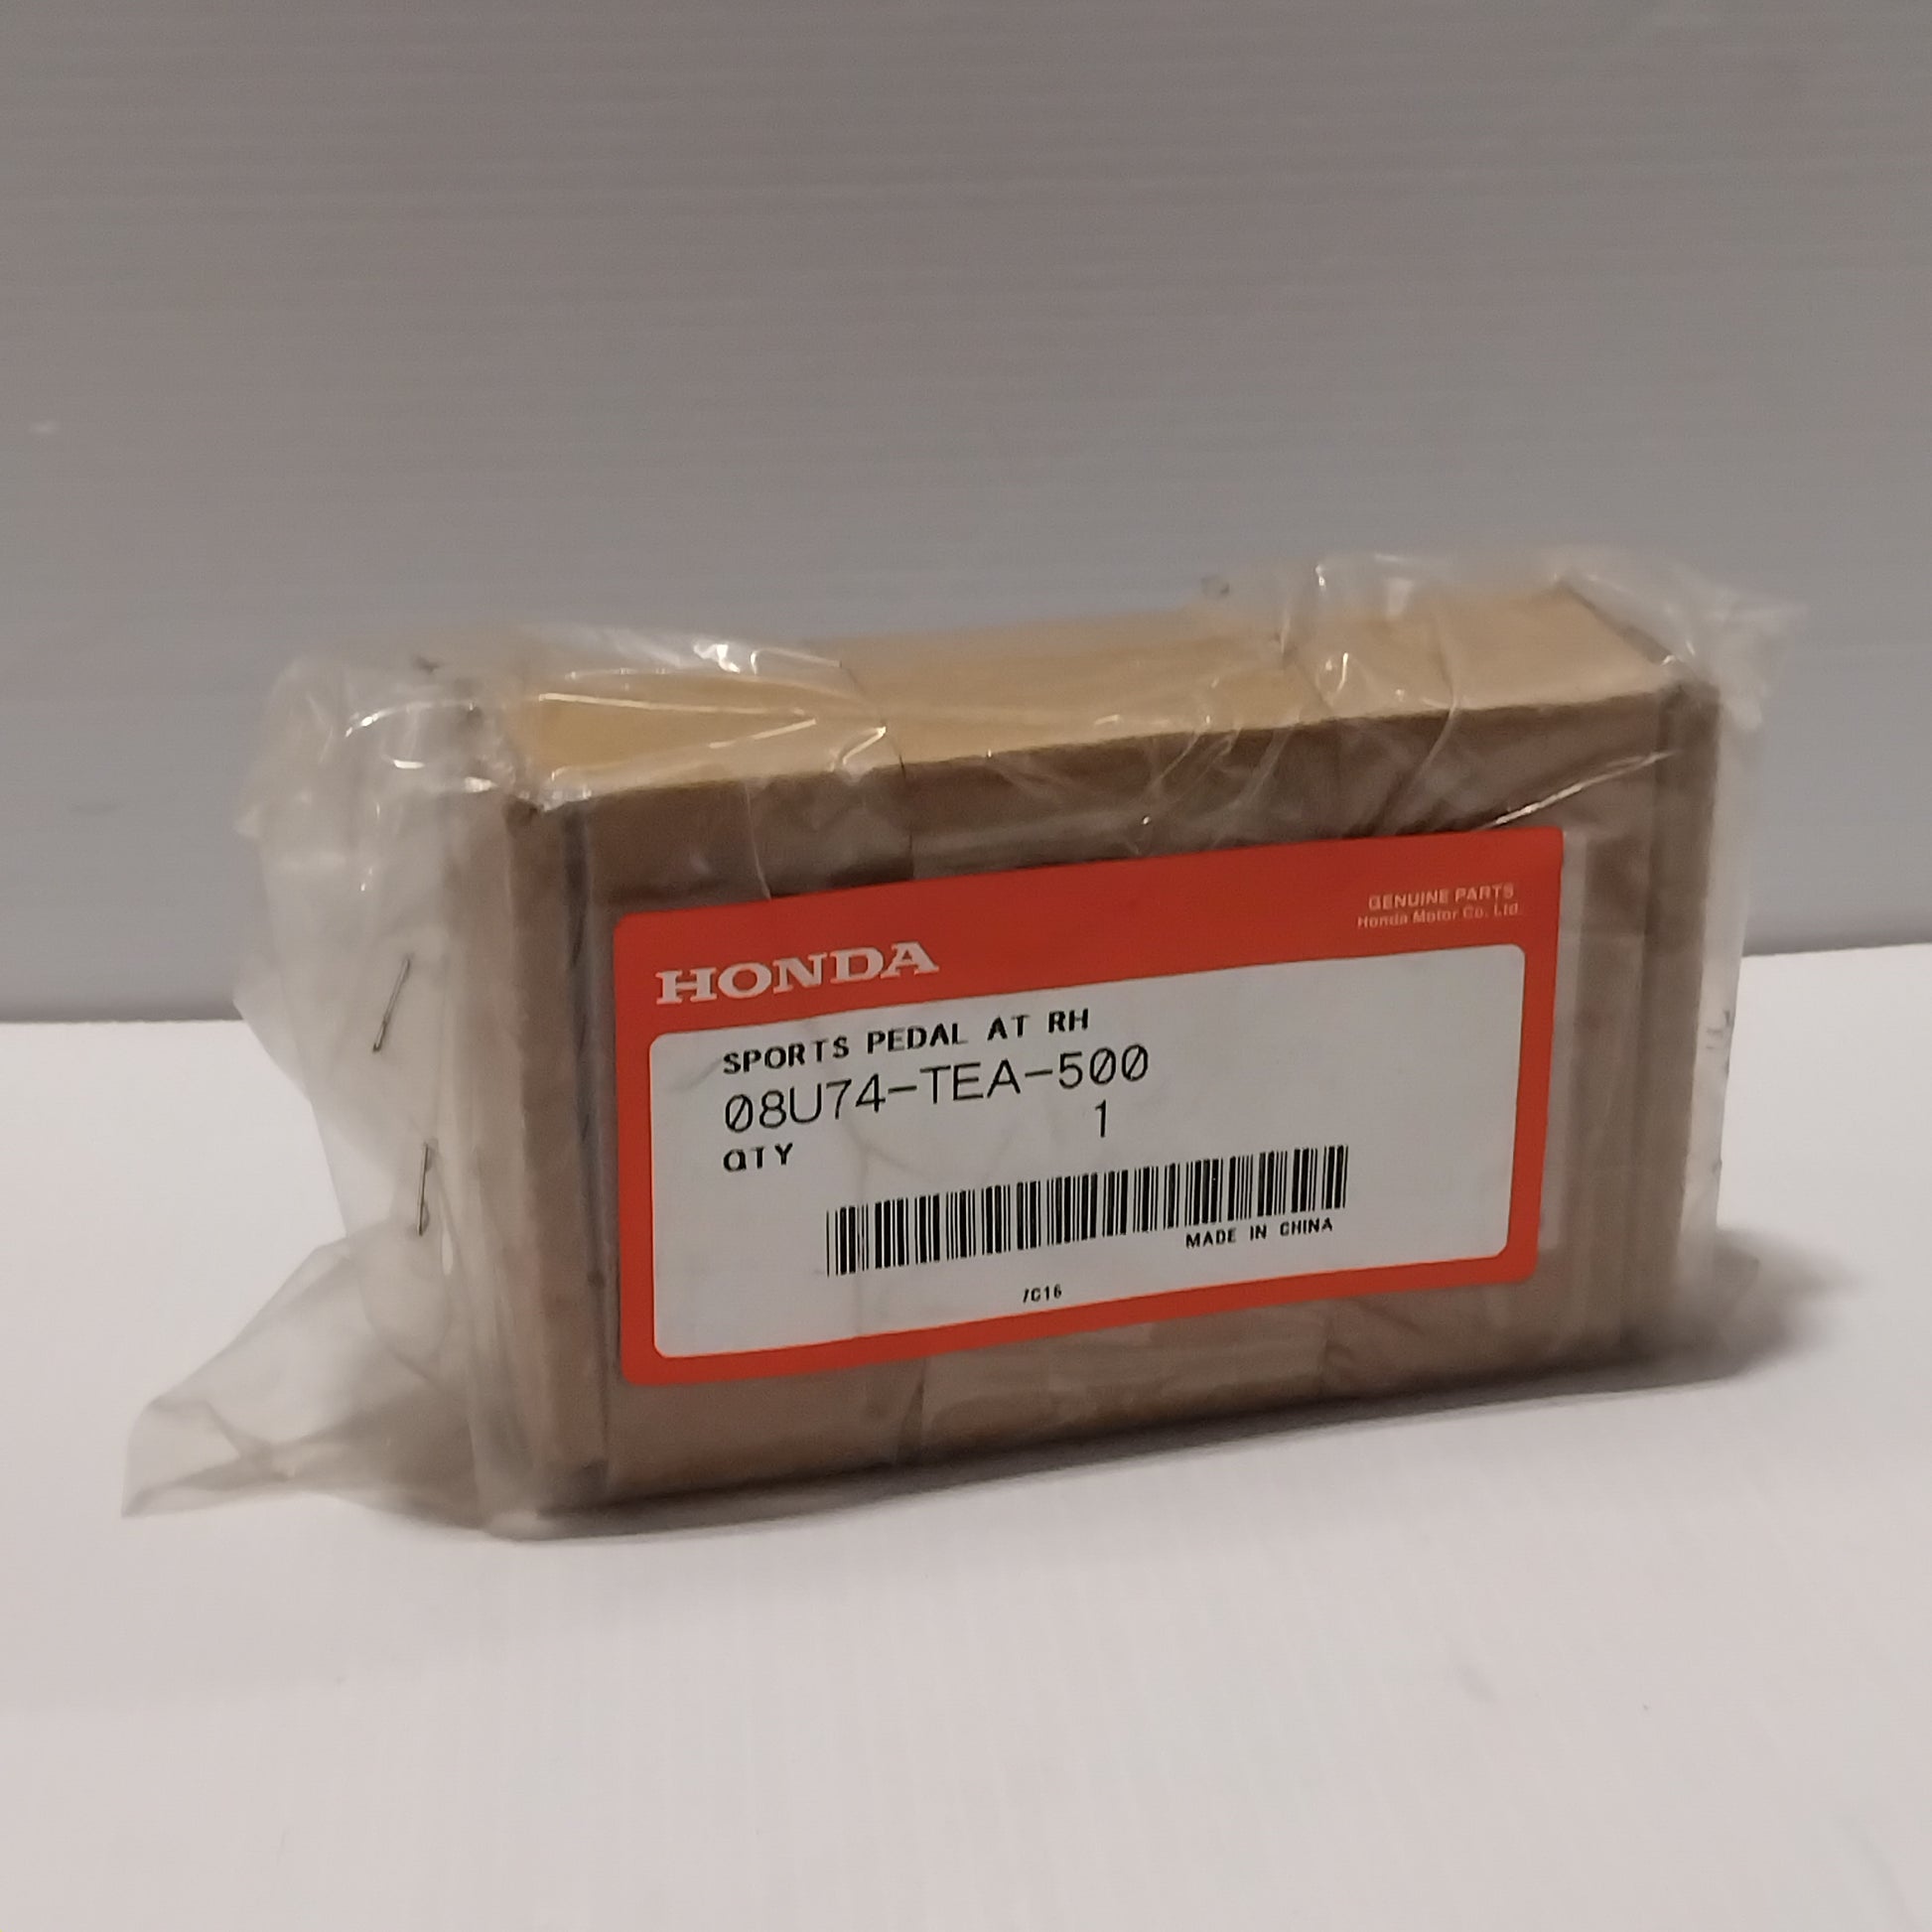 GENUINE PARTS
Honda Motor Co. Ltd.
HONDA
SPORTS PEDAL AT RH
08U74-TEA-500
QTY 1
MADE IN CHINA
7C16